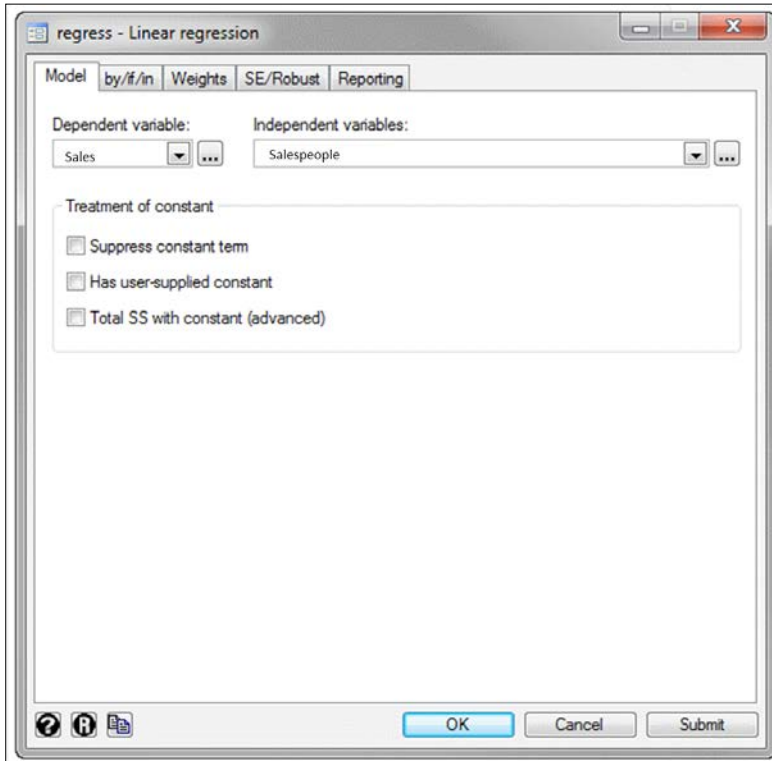 regress - Linear regression
Model by/if/in Weights SE/Robust Reporting
Dependent variable: Independent variables:
Sales ... Salespeople ...
Treatment of constant
Suppress constant term
Has user-supplied constant
Total SS with constant (advanced)
? R OK Cancel Submit